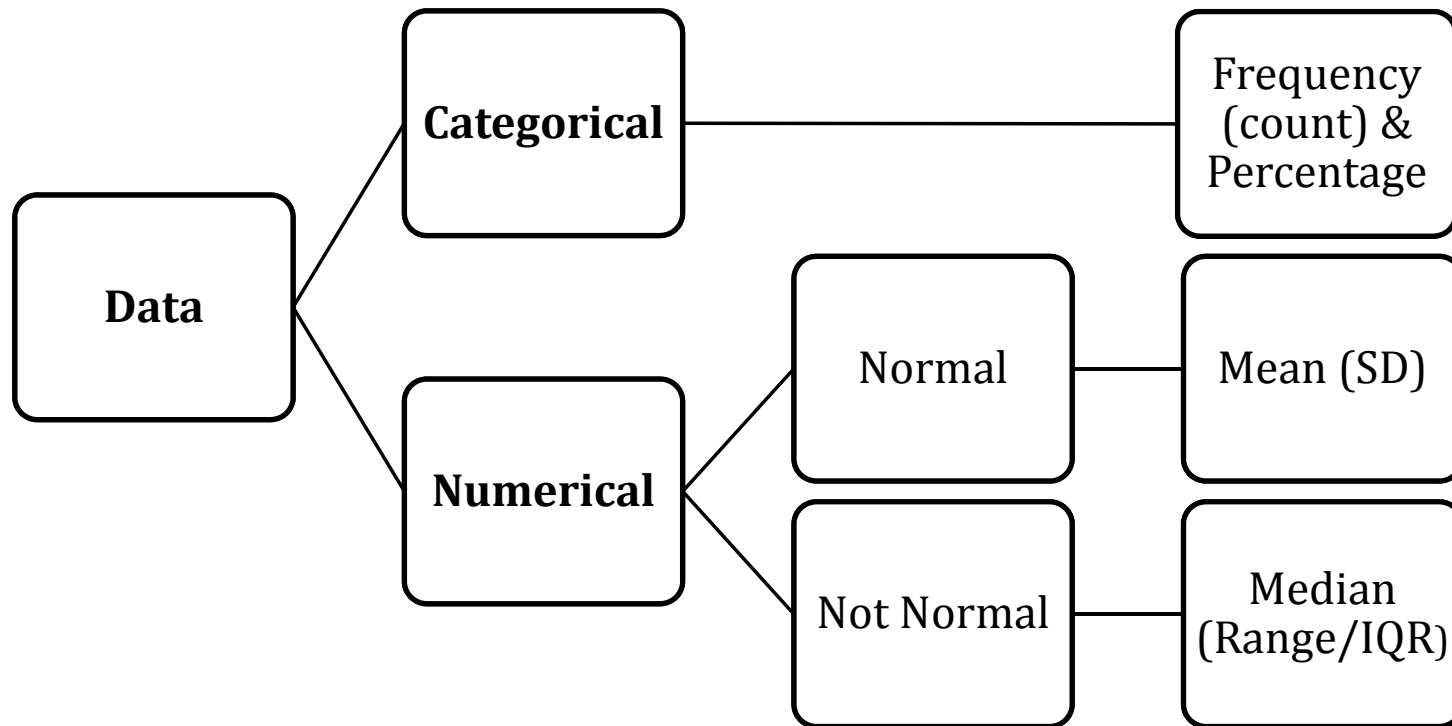 Data
Categorical
Frequency
(count) &
Percentage
Numerical
Normal
Mean (SD)
Not Normal
Median
(Range/IQR)